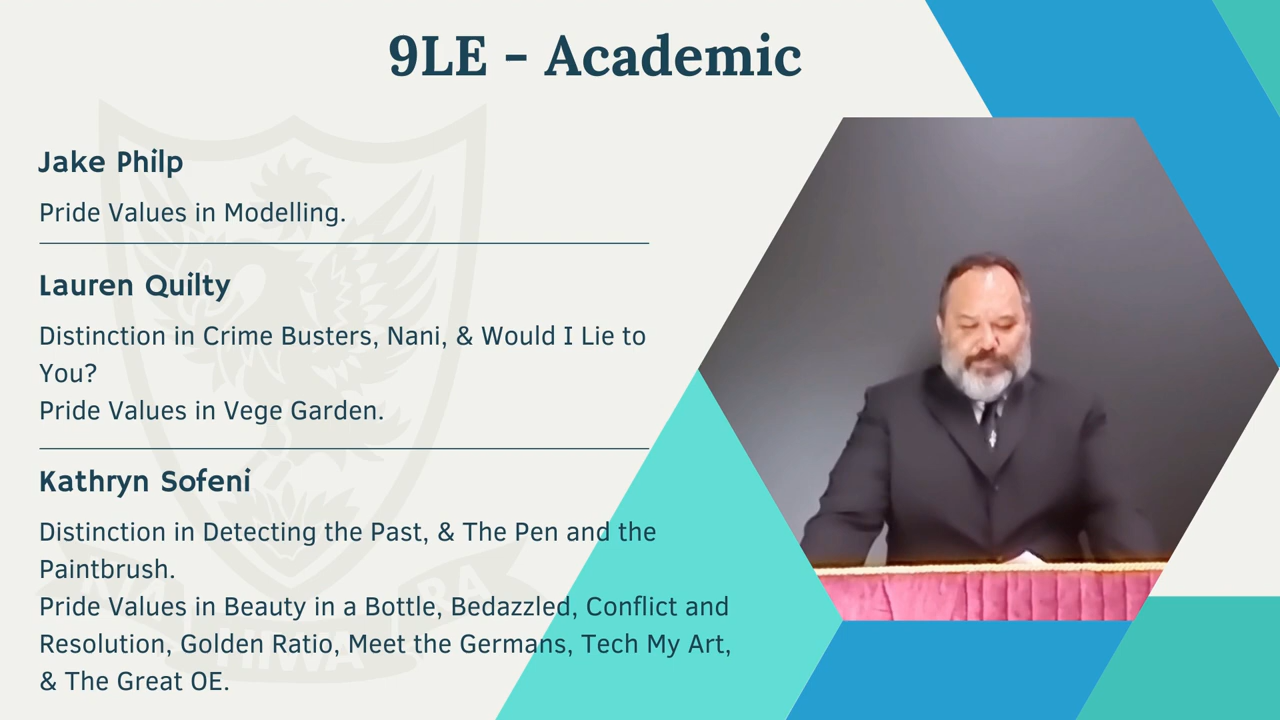 9LE - Academic
Jake Philp
Pride Values in Modelling.
Lauren Quilty
Distinction in Crime Busters, Nani, & Would I Lie to
You?
Pride Values in Vege Garden.
Kathryn Sofeni
Distinction in Detecting the Past, & The Pen and the
Paintbrush.
Pride Values in Beauty in a Bottle, Bedazzled, Conflict and
Resolution, Golden Ratio, Meet the Germans, Tech My Art,
& The Great OE.